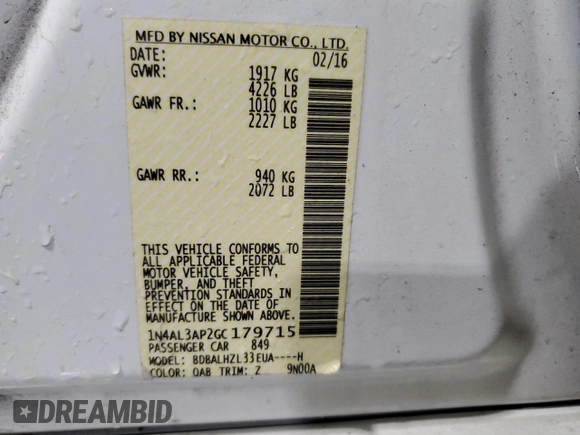 MFD BY NISSAN MOTOR CO., LTD.
DATE: 02/16
GVWR: 1917 KG
4226 LB
GAWR FR.: 1010 KG
2227 LB
GAWR RR.: 940 KG
2072 LB
THIS VEHICLE CONFORMS TO
ALL APPLICABLE FEDERAL
MOTOR VEHICLE SAFETY,
BUMPER, AND THEFT
PREVENTION STANDARDS IN
EFFECT ON THE DATE OF
MANUFACTURE SHOWN ABOVE.
1N4AL3AP2GC179715
PASSENGER CAR 849
MODEL: BDBALHZL33EUA----H
COLOR: QAB TRIM: Z 9N00A
DREAMBID